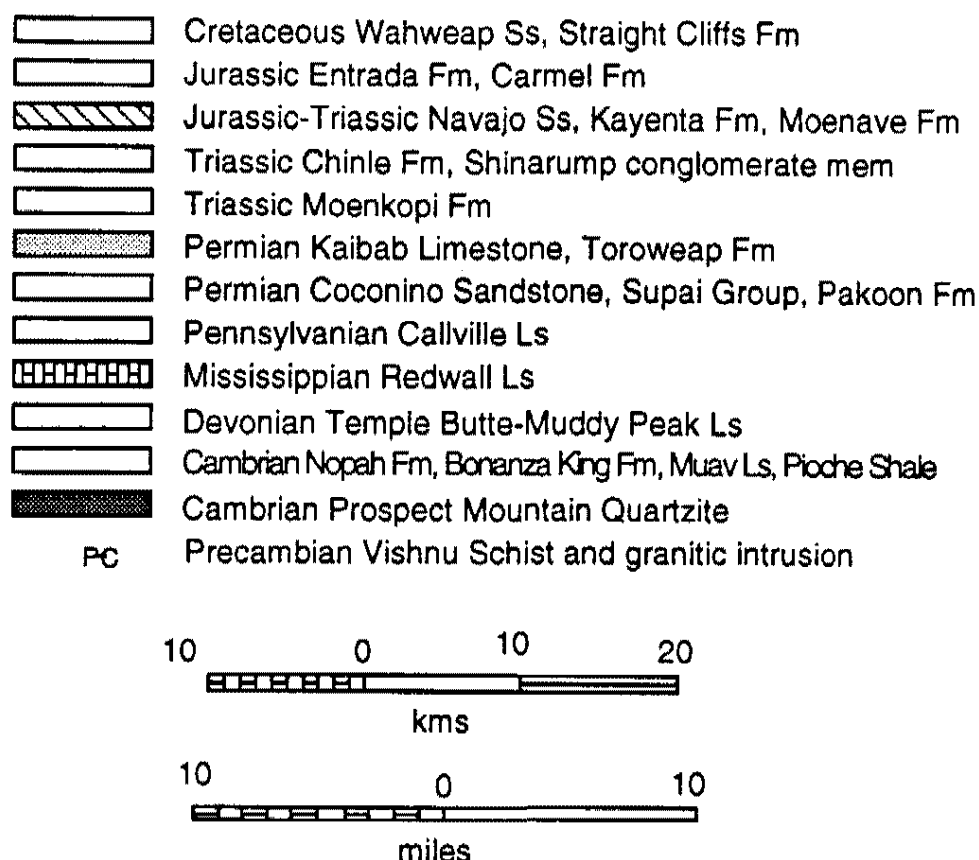 Cretaceous Wahweap Ss, Straight Cliffs Fm
Jurassic Entrada Fm, Carmel Fm
Jurassic-Triassic Navajo Ss, Kayenta Fm, Moenave Fm
Triassic Chinle Fm, Shinarump conglomerate mem
Triassic Moenkopi Fm
Permian Kaibab Limestone, Toroweap Fm
Permian Coconino Sandstone, Supai Group, Pakoon Fm
Pennsylvanian Callville Ls
Mississippian Redwall Ls
Devonian Temple Butte-Muddy Peak Ls
Cambrian Nopah Fm, Bonanza King Fm, Muav Ls, Pioche Shale
Cambrian Prospect Mountain Quartzite
PC Precambian Vishnu Schist and granitic intrusion
10 0 10 20
kms
10 0 10
miles